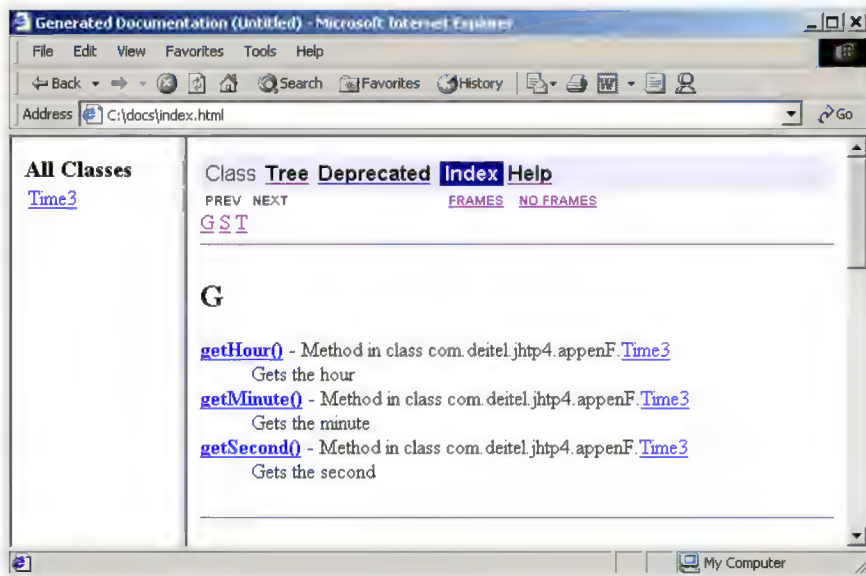 Generated Documentation (Untitled) - Microsoft Internet Explorer
File Edit View Favorites Tools Help
Back Search Favorites History
Address C:\docs\index.html Go
All Classes
Time3
Class Tree Deprecated Index Help
PREV NEXT FRAMES NO FRAMES
G S T
G
getHour() - Method in class com.deitel.jhtp4.appenF.Time3
Gets the hour
getMinute() - Method in class com.deitel.jhtp4.appenF.Time3
Gets the minute
getSecond() - Method in class com.deitel.jhtp4.appenF.Time3
Gets the second
My Computer